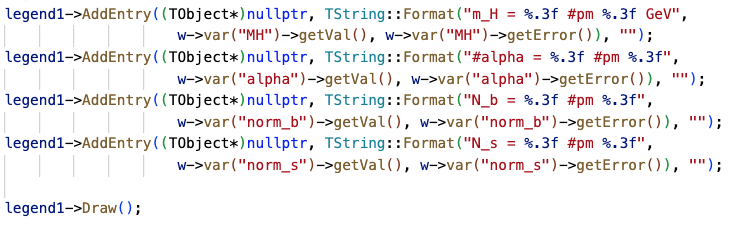 legend1->AddEntry((TObject*)nullptr, TString::Format("m_H = %.3f #pm %.3f GeV",
w->var("MH")->getVal(), w->var("MH")->getError()), "");
legend1->AddEntry((TObject*)nullptr, TString::Format("#alpha = %.3f #pm %.3f",
w->var("alpha")->getVal(), w->var("alpha")->getError()), "");
legend1->AddEntry((TObject*)nullptr, TString::Format("N_b = %.3f #pm %.3f",
w->var("norm_b")->getVal(), w->var("norm_b")->getError()), "");
legend1->AddEntry((TObject*)nullptr, TString::Format("N_s = %.3f #pm %.3f",
w->var("norm_s")->getVal(), w->var("norm_s")->getError()), "");
legend1->Draw();